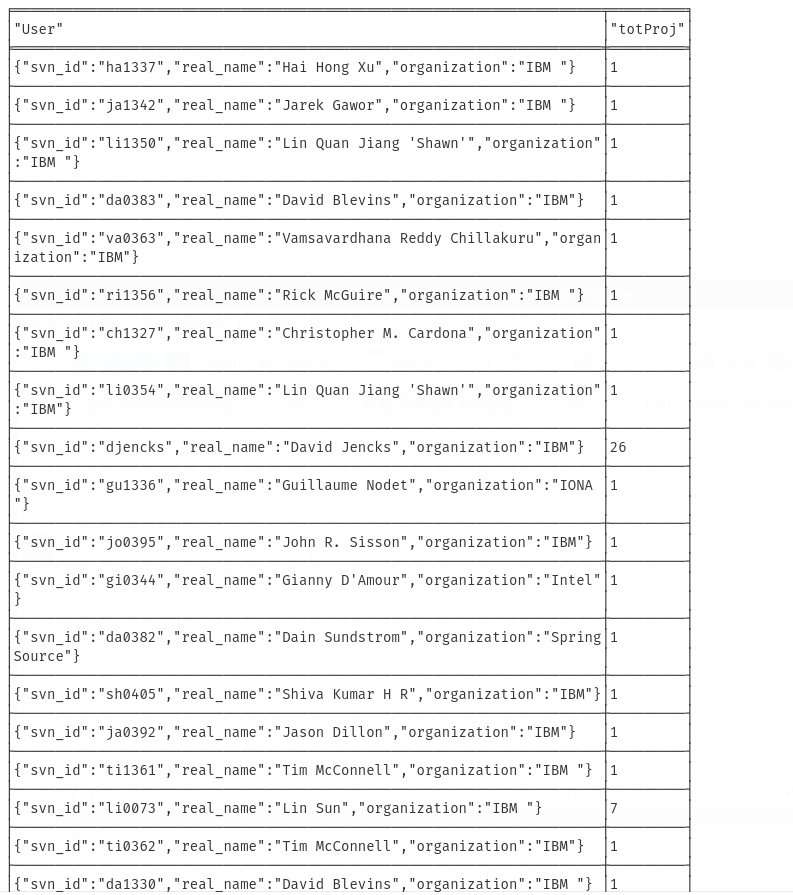 "User" "totProj"
{"svn_id":"ha1337","real_name":"Hai Hong Xu","organization":"IBM "} 1
{"svn_id":"ja1342","real_name":"Jarek Gawor","organization":"IBM "} 1
{"svn_id":"li1350","real_name":"Lin Quan Jiang 'Shawn'","organization" 1
:"IBM "}
{"svn_id":"da0383","real_name":"David Blevins","organization":"IBM"} 1
{"svn_id":"va0363","real_name":"Vamsavardhana Reddy Chillakuru","organ 1
ization":"IBM"}
{"svn_id":"ri1356","real_name":"Rick McGuire","organization":"IBM "} 1
{"svn_id":"ch1327","real_name":"Christopher M. Cardona","organization" 1
:"IBM "}
{"svn_id":"li0354","real_name":"Lin Quan Jiang 'Shawn'","organization" 1
:"IBM"}
{"svn_id":"djencks","real_name":"David Jencks","organization":"IBM"} 26
{"svn_id":"gu1336","real_name":"Guillaume Nodet","organization":"IONA 1
"}
{"svn_id":"jo0395","real_name":"John R. Sisson","organization":"IBM"} 1
{"svn_id":"gi0344","real_name":"Gianny D'Amour","organization":"Intel" 1
}
{"svn_id":"da0382","real_name":"Dain Sundstrom","organization":"Spring 1
Source"}
{"svn_id":"sh0405","real_name":"Shiva Kumar H R","organization":"IBM"} 1
{"svn_id":"ja0392","real_name":"Jason Dillon","organization":"IBM"} 1
{"svn_id":"ti1361","real_name":"Tim McConnell","organization":"IBM "} 1
{"svn_id":"li0073","real_name":"Lin Sun","organization":"IBM "} 7
{"svn_id":"ti0362","real_name":"Tim McConnell","organization":"IBM"} 1
{"svn_id":"da1330","real_name":"David Blevins","organization":"IBM "} 1